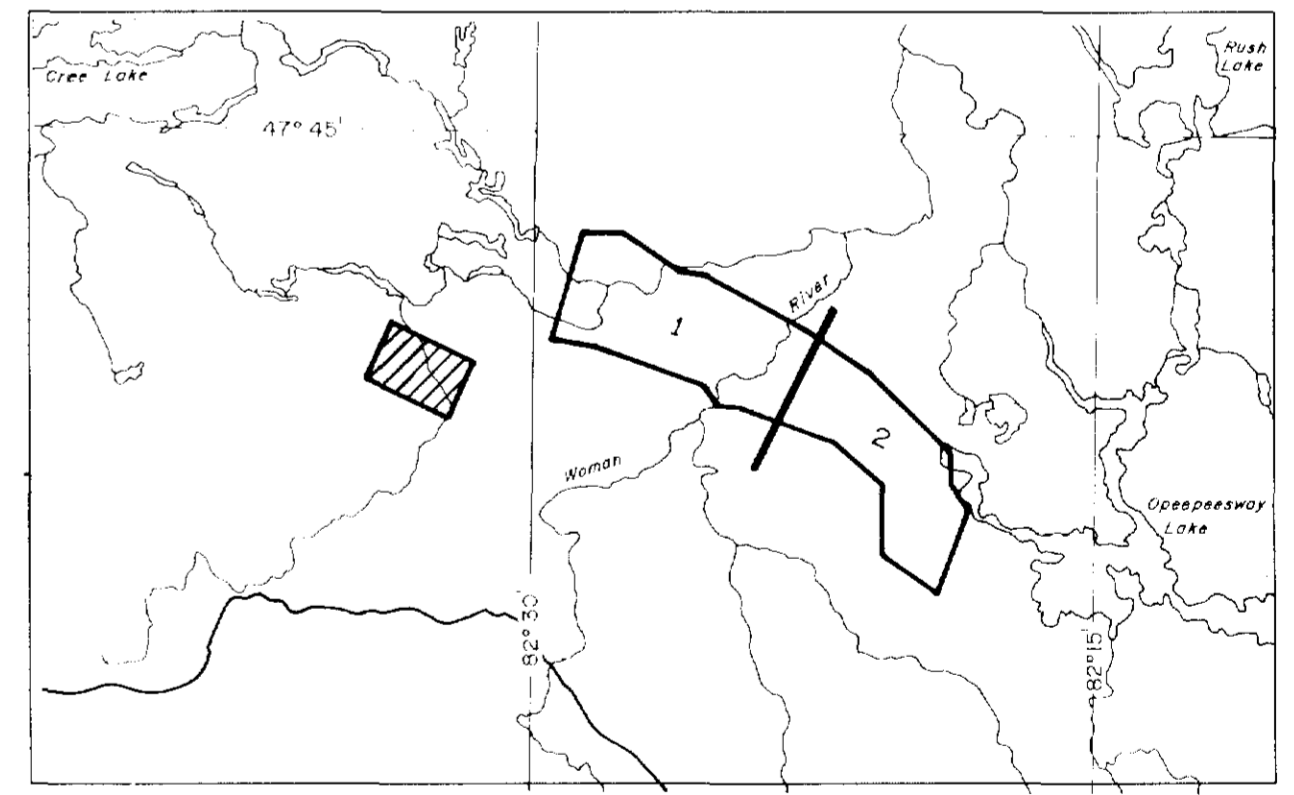 Rush
Lake
Cree Lake
47° 45'
River
1
2
Woman
Opeepeesway
Lake
82° 30'
82° 15'